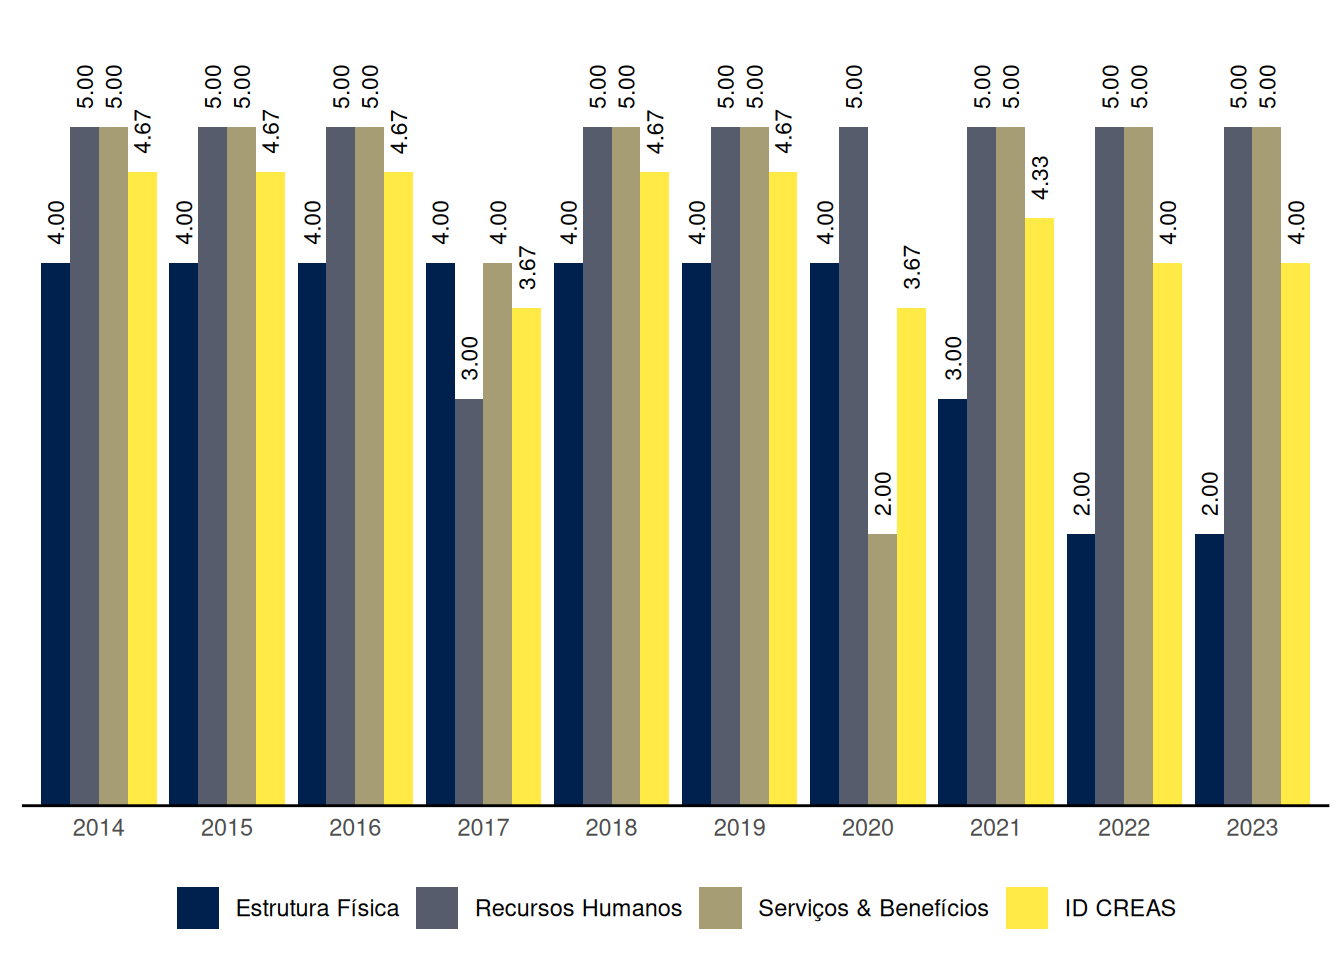 5.00 5.00 5.00 5.00 5.00 5.00 5.00 5.00 5.00 5.00 5.00 5.00 5.00 5.00 5.00 5.00 5.00
4.67 4.67 4.67 4.67 4.67 4.33
4.00 4.00 4.00 4.00 4.00 4.00 4.00 4.00 4.00 4.00
3.67 3.67
3.00 3.00
2.00 2.00 2.00
2014 2015 2016 2017 2018 2019 2020 2021 2022 2023
Estrutura Física Recursos Humanos Serviços & Benefícios ID CREAS